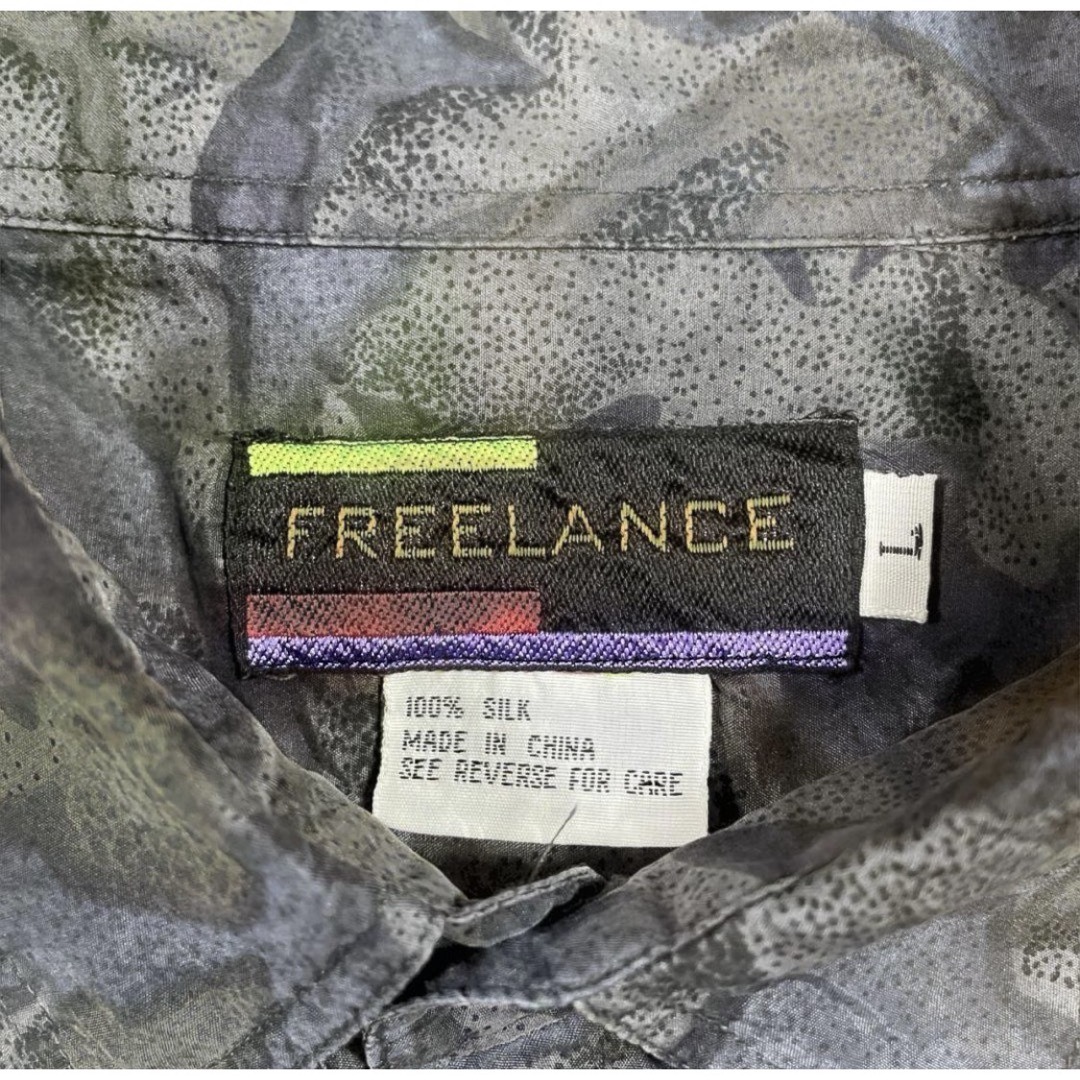 FREELANCE
L
100% SILK
MADE IN CHINA
SEE REVERSE FOR CARE